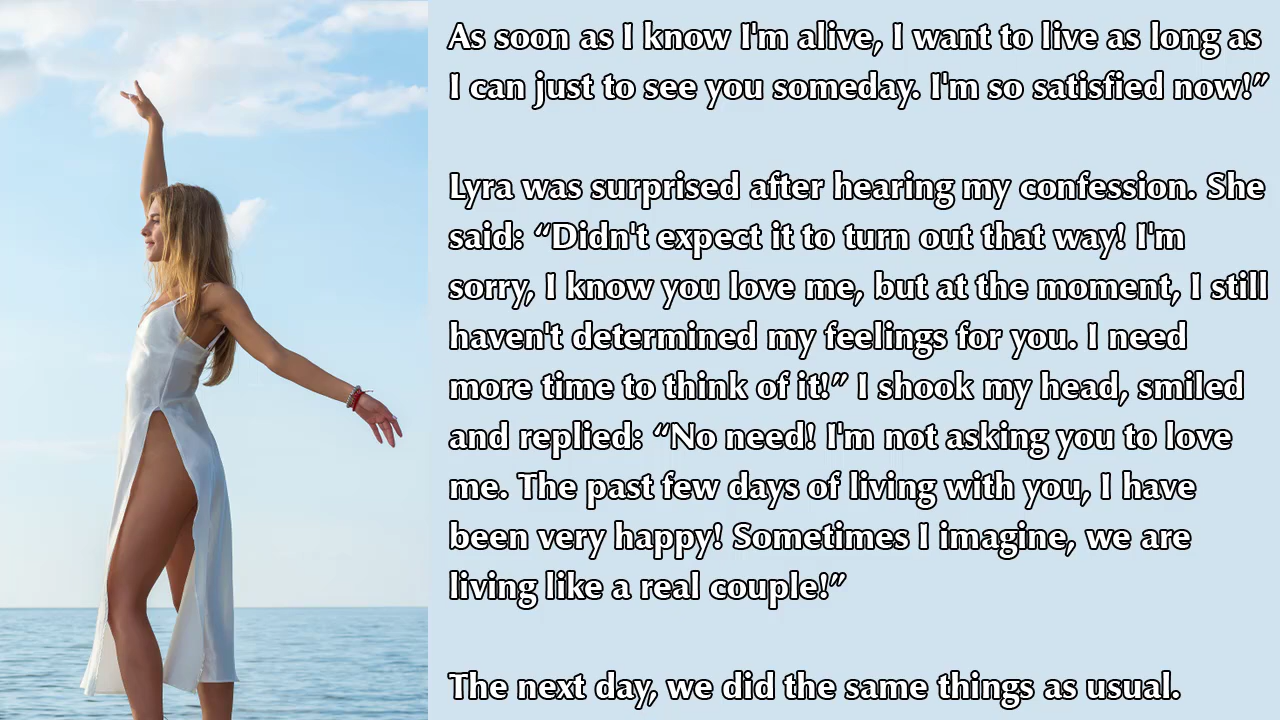 As soon as I know I'm alive, I want to live as long as
I can just to see you someday. I'm so satisfied now!”
Lyra was surprised after hearing my confession. She
said: “Didn't expect it to turn out that way! I'm
sorry, I know you love me, but at the moment, I still
haven't determined my feelings for you. I need
more time to think of it!” I shook my head, smiled
and replied: “No need! I'm not asking you to love
me. The past few days of living with you, I have
been very happy! Sometimes I imagine, we are
living like a real couple!”
The next day, we did the same things as usual.